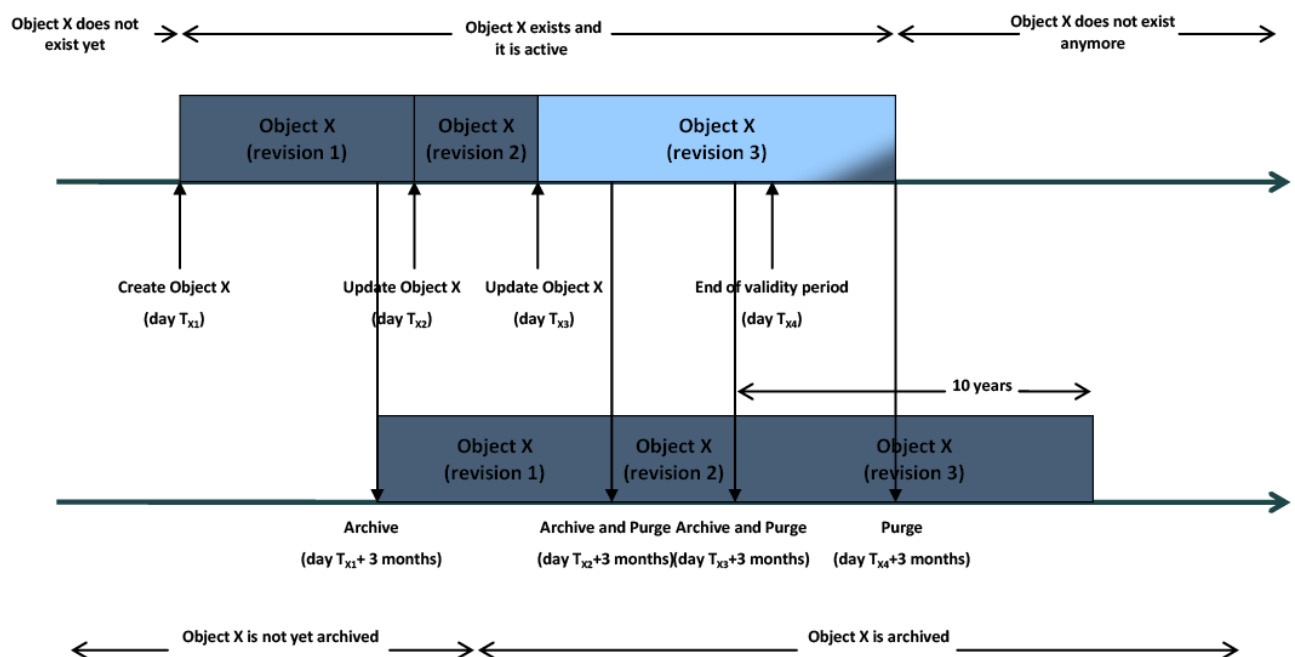 Object X does not
exist yet
Object X exists and
it is active
Object X does not exist
anymore
Object X
(revision 1)
Object X
(revision 2)
Object X
(revision 3)
Create Object X
(day Tx1)
Update Object X
(day Tx2)
Update Object X
(day Tx3)
End of validity period
(day Tx4)
10 years
Object X
(revision 1)
Object X
(revision 2)
Object X
(revision 3)
Archive
(day Tx1+ 3 months)
Archive and Purge
(day Tx2+3 months)
Archive and Purge
(day Tx3+3 months)
Purge
(day Tx4+3 months)
Object X is not yet archived
Object X is archived